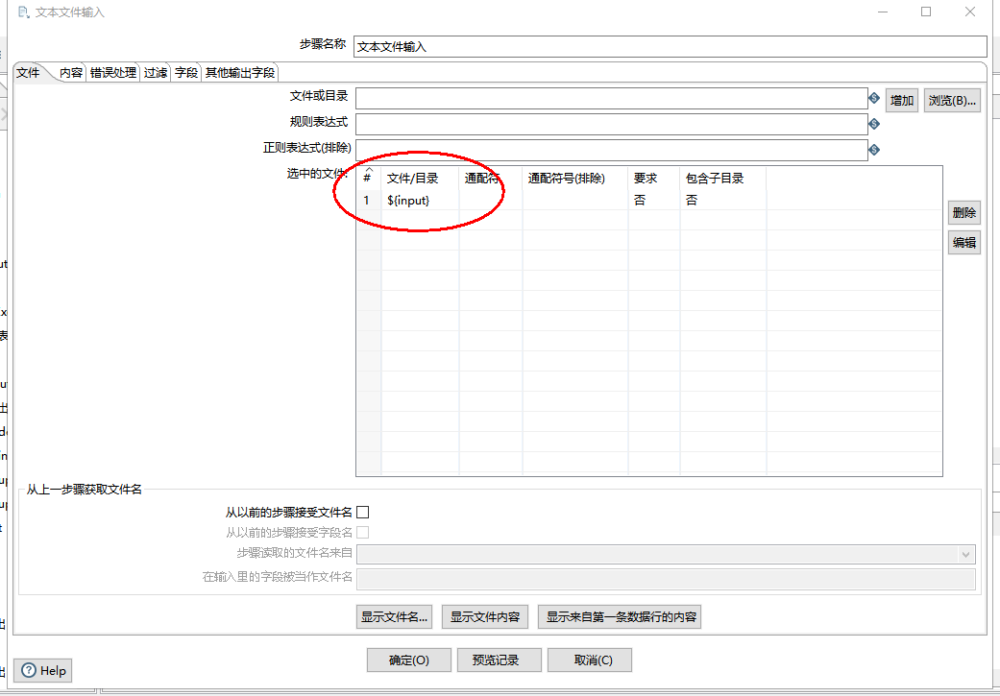 文本文件输入
步骤名称 文本文件输入
文件 内容 错误处理 过滤 字段 其他输出字段
文件或目录 增加 浏览(B)...
规则表达式
正则表达式(排除)
选中的文件: # 文件/目录 通配符 通配符号(排除) 要求 包含子目录
1 ${input} 否 否
删除
编辑
从上一步骤获取文件名
从以前的步骤接受文件名
从以前的步骤接受字段名
步骤读取的文件名来自
在输入里的字段被当作文件名
显示文件名... 显示文件内容 显示来自第一条数据行的内容
确定(O) 预览记录 取消(C)
Help